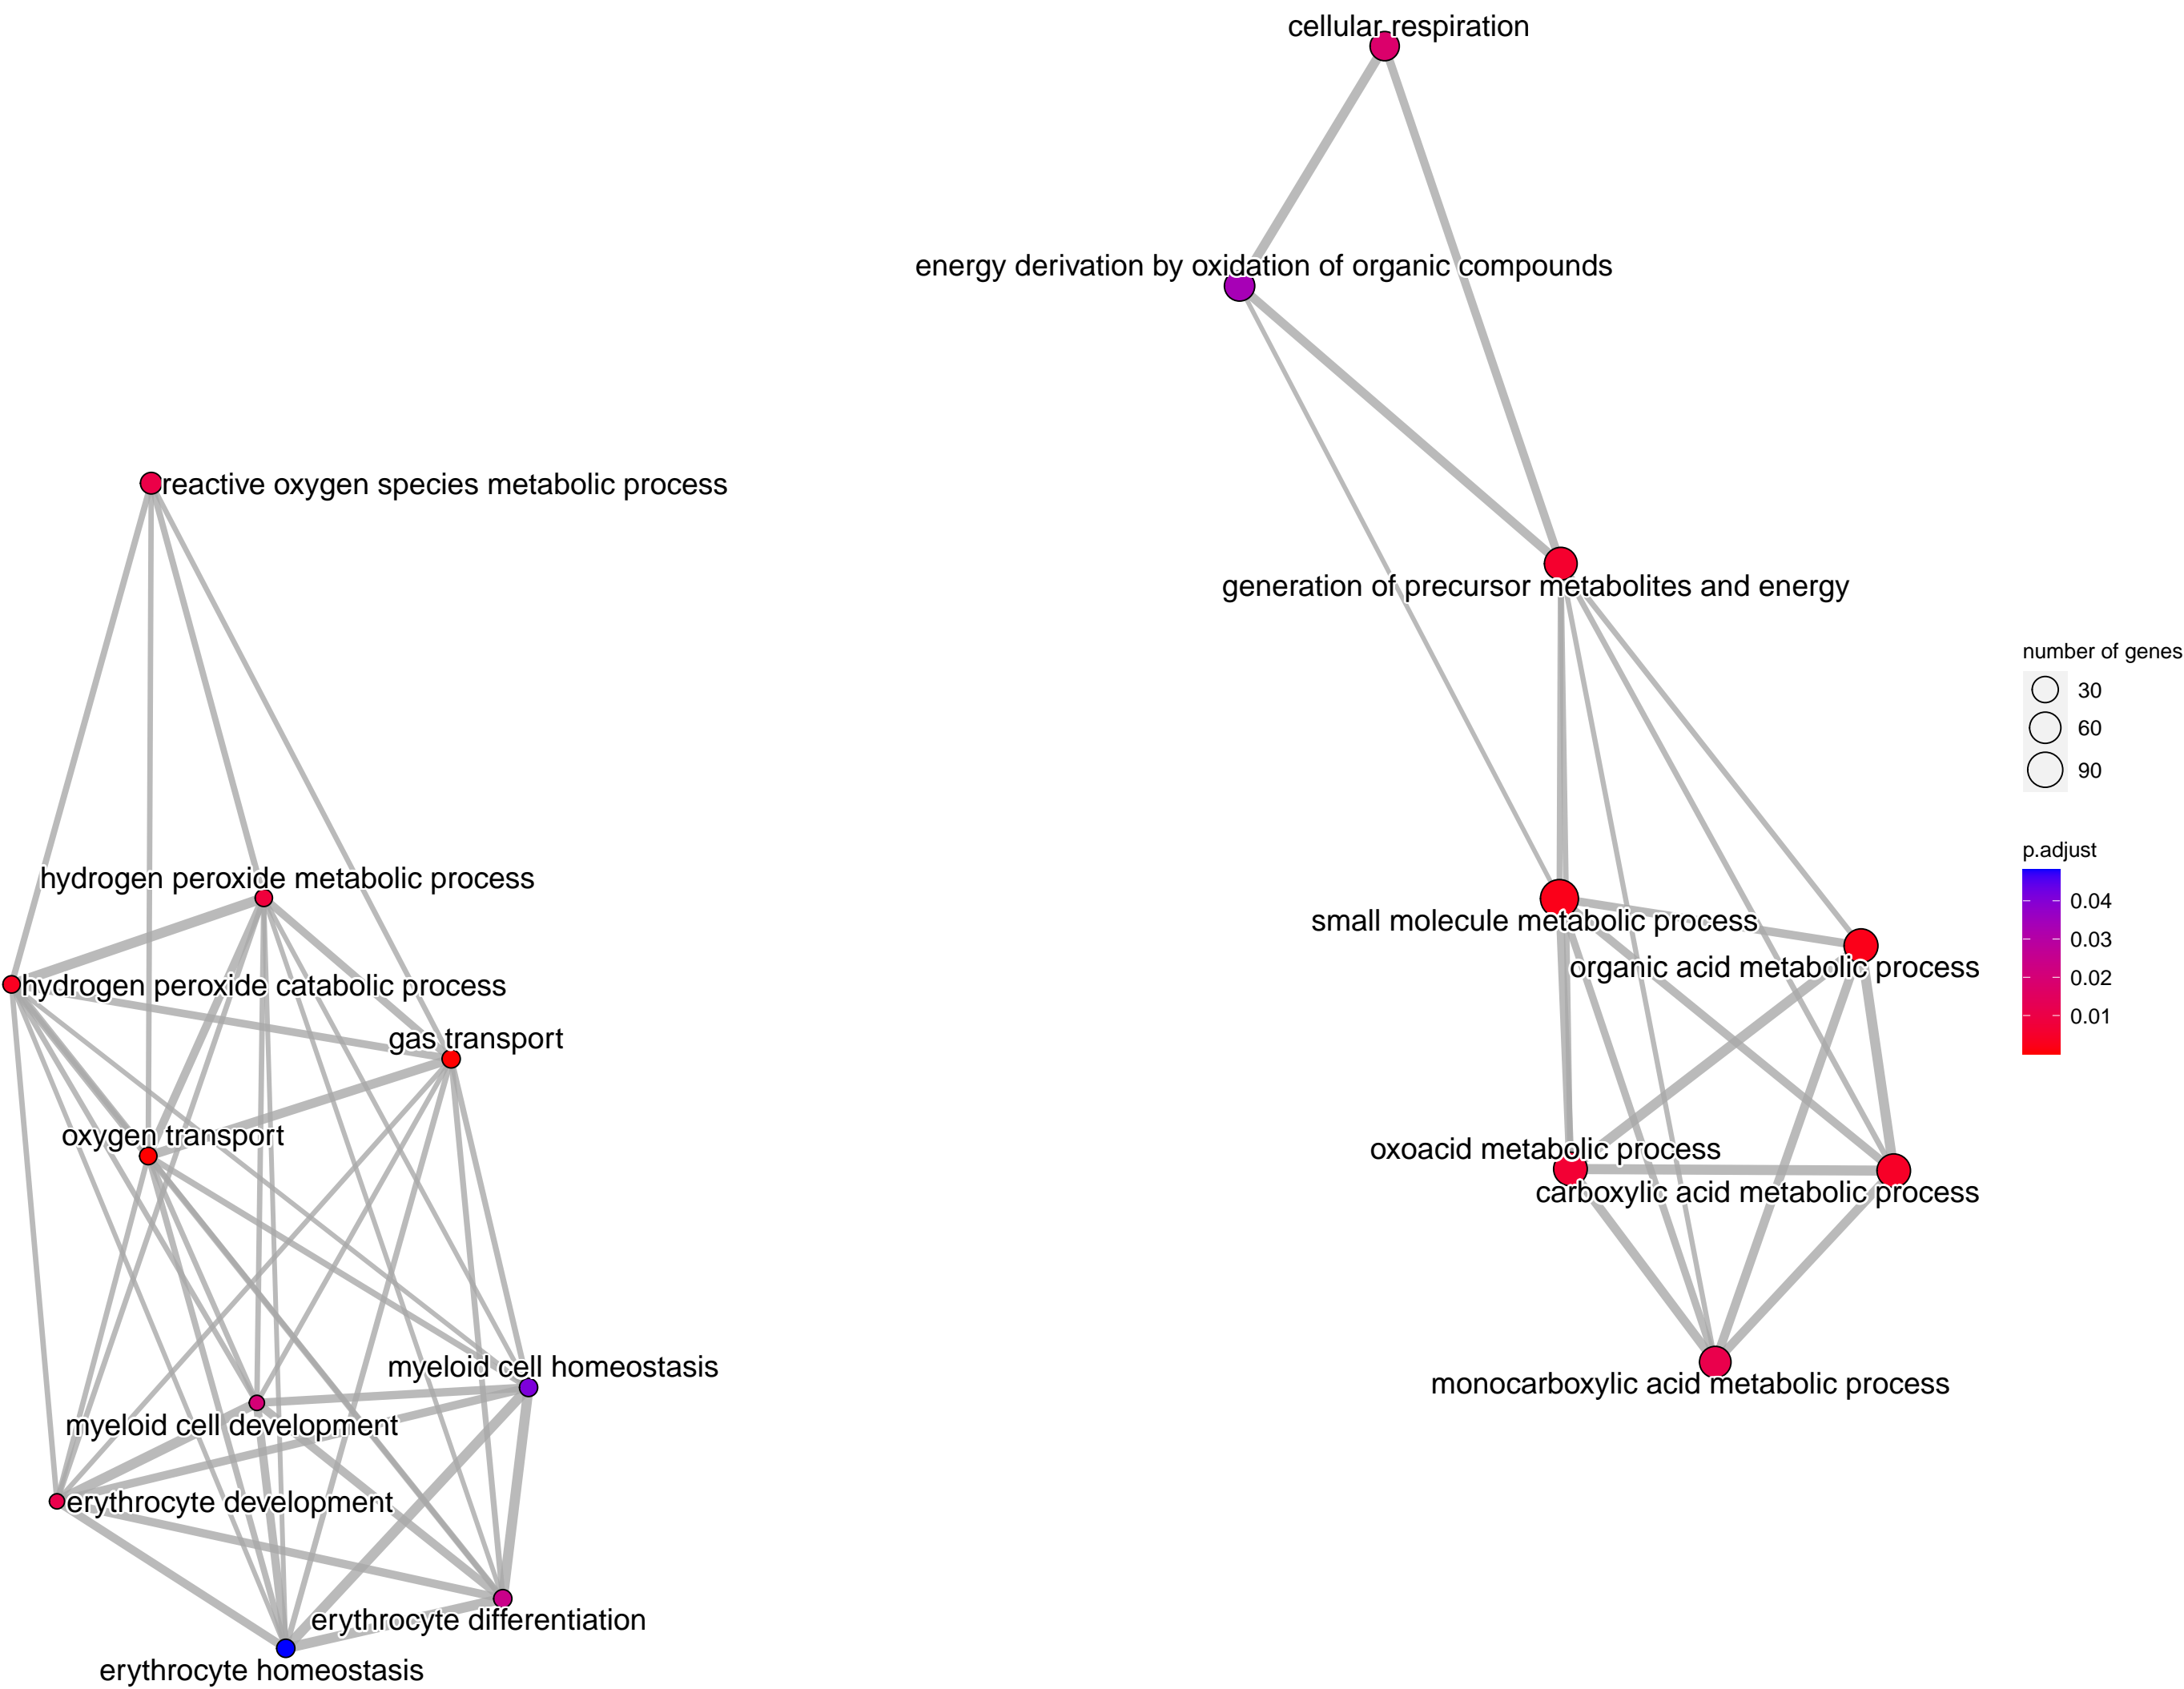 cellular respiration
energy derivation by oxidation of organic compounds
reactive oxygen species metabolic process
generation of precursor metabolites and energy
number of genes
30
60
90
p.adjust
0.04
0.03
0.02
0.01
hydrogen peroxide metabolic process
small molecule metabolic process
organic acid metabolic process
hydrogen peroxide catabolic process
gas transport
oxygen transport
oxoacid metabolic process
carboxylic acid metabolic process
myeloid cell homeostasis
monocarboxylic acid metabolic process
myeloid cell development
erythrocyte development
erythrocyte differentiation
erythrocyte homeostasis